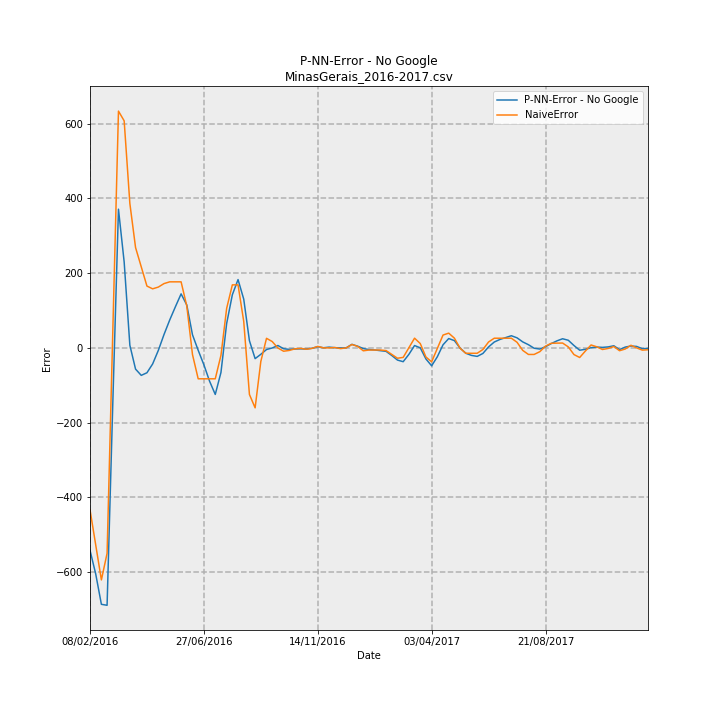 P-NN-Error - No Google
MinasGerais_2016-2017.csv
P-NN-Error - No Google
NaiveError
600
400
200
0
−200
−400
−600
Error
08/02/2016
27/06/2016
14/11/2016
03/04/2017
21/08/2017
Date